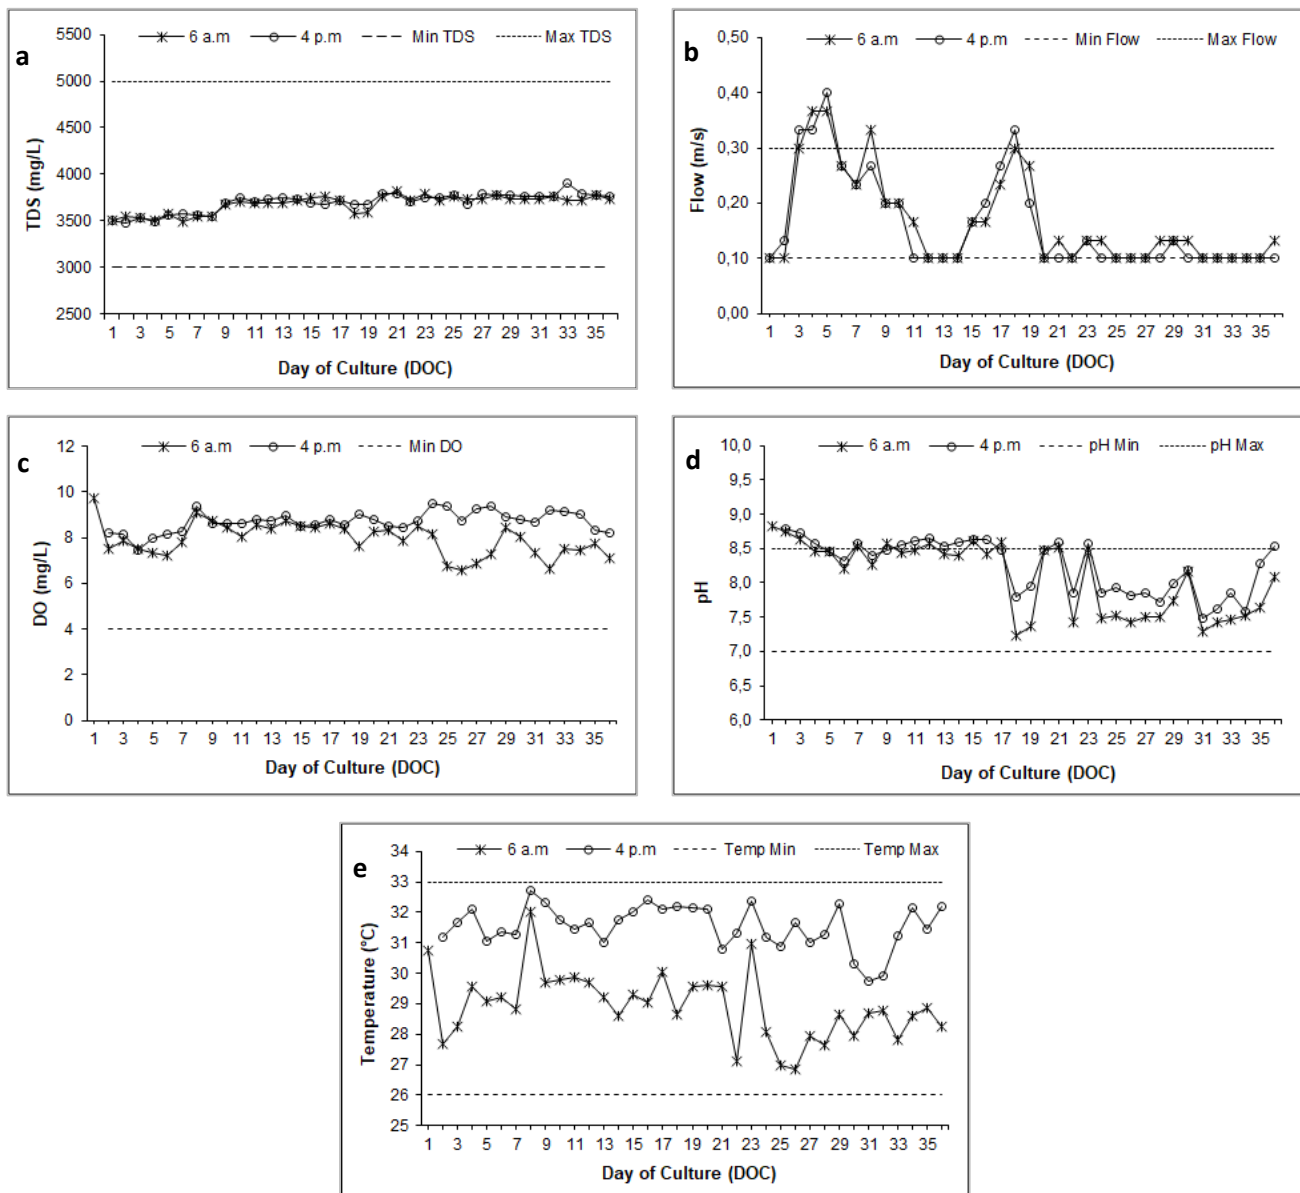 a
6 a.m 4 p.m Min TDS Max TDS
5500
5000
4500
4000
3500
3000
2500
TDS (mg/L)
1 3 5 7 9 11 13 15 17 19 21 23 25 27 29 31 33 35
Day of Culture (DOC)
b
6 a.m 4 p.m Min Flow Max Flow
0,50
0,40
0,30
0,20
0,10
0,00
Flow (m/s)
1 3 5 7 9 11 13 15 17 19 21 23 25 27 29 31 33 35
Day of Culture (DOC)
c
6 a.m 4 p.m Min DO
12
10
8
6
4
2
0
DO (mg/L)
1 3 5 7 9 11 13 15 17 19 21 23 25 27 29 31 33 35
Day of Culture (DOC)
d
6 a.m 4 p.m pH Min pH Max
10,0
9,5
9,0
8,5
8,0
7,5
7,0
6,5
6,0
pH
1 3 5 7 9 11 13 15 17 19 21 23 25 27 29 31 33 35
Day of Culture (DOC)
e
6 a.m 4 p.m Temp Min Temp Max
34
33
32
31
30
29
28
27
26
25
Temperature (°C)
1 3 5 7 9 11 13 15 17 19 21 23 25 27 29 31 33 35
Day of Culture (DOC)